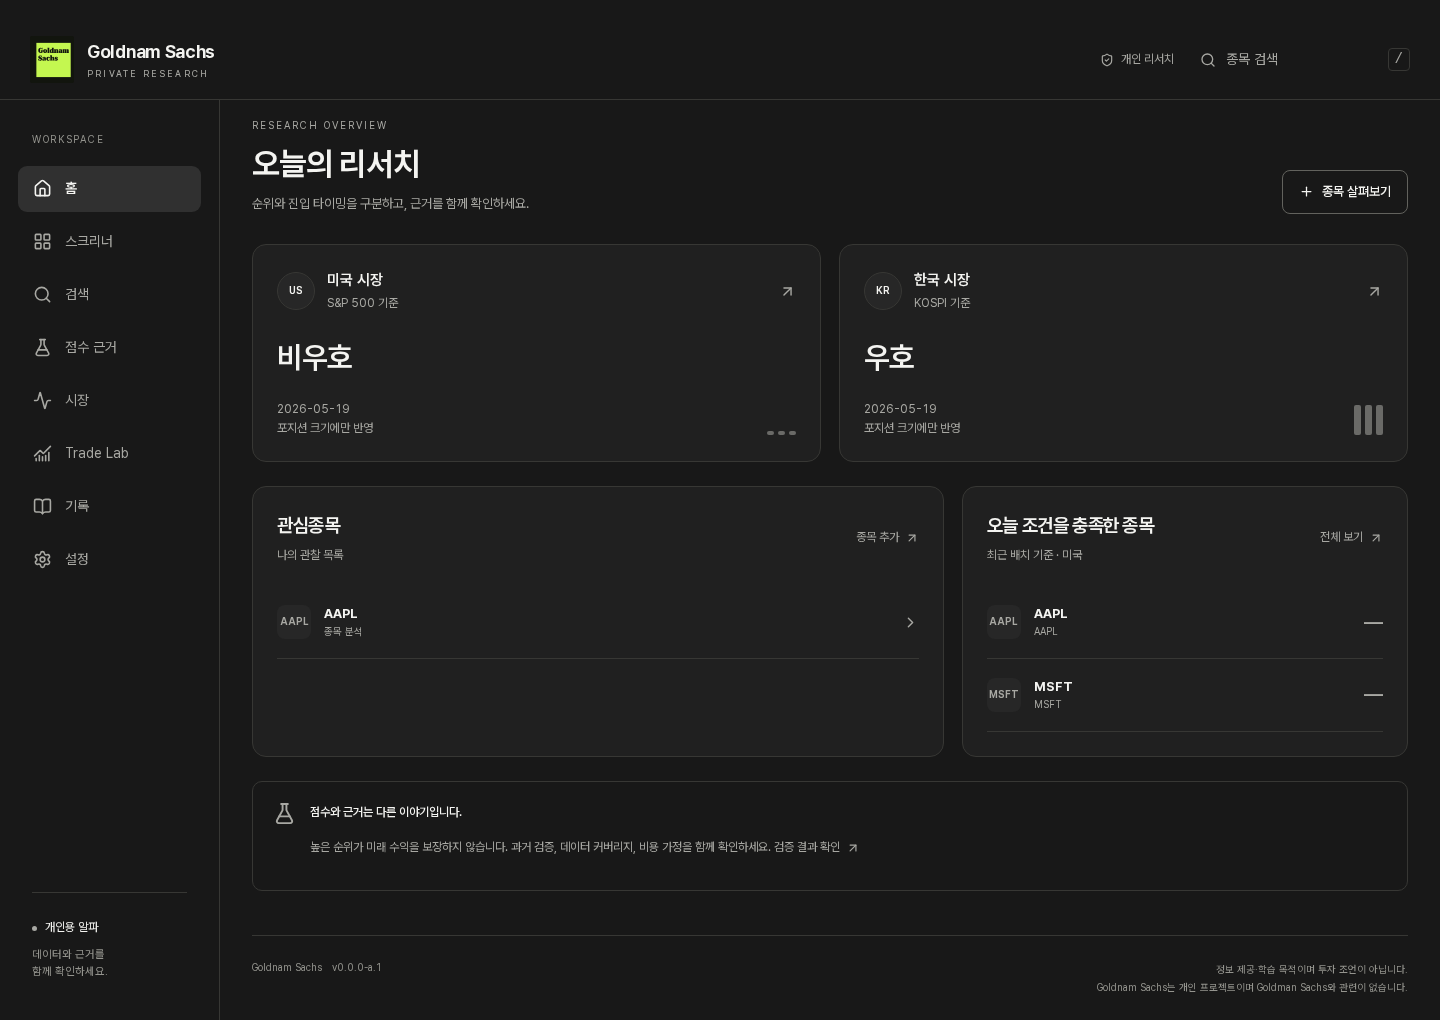 Goldnam
Sachs
Goldnam Sachs
PRIVATE RESEARCH
개인 리서치
종목 검색
/
WORKSPACE
홈
스크리너
검색
점수 근거
시장
Trade Lab
기록
설정
개인용 알파
데이터와 근거를
함께 확인하세요.
RESEARCH OVERVIEW
오늘의 리서치
순위와 진입 타이밍을 구분하고, 근거를 함께 확인하세요.
종목 살펴보기
US
미국 시장
S&P 500 기준
비우호
2026-05-19
포지션 크기에만 반영
KR
한국 시장
KOSPI 기준
우호
2026-05-19
포지션 크기에만 반영
관심종목
나의 관찰 목록
종목 추가
AAPL
AAPL
종목 분석
오늘 조건을 충족한 종목
최근 배치 기준 · 미국
전체 보기
AAPL
AAPL
AAPL
—
MSFT
MSFT
MSFT
—
점수와 근거는 다른 이야기입니다.
높은 순위가 미래 수익을 보장하지 않습니다. 과거 검증, 데이터 커버리지, 비용 가정을 함께 확인하세요. 검증 결과 확인
Goldnam Sachs v0.0.0-a.1
정보 제공·학습 목적이며 투자 조언이 아닙니다.
Goldnam Sachs는 개인 프로젝트이며 Goldman Sachs와 관련이 없습니다.